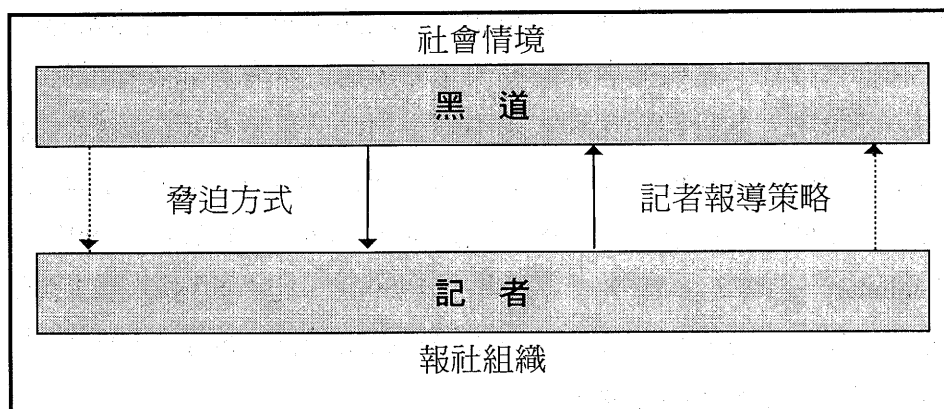 社會情境
黑 道
脅迫方式
記者報導策略
記 者
報社組織